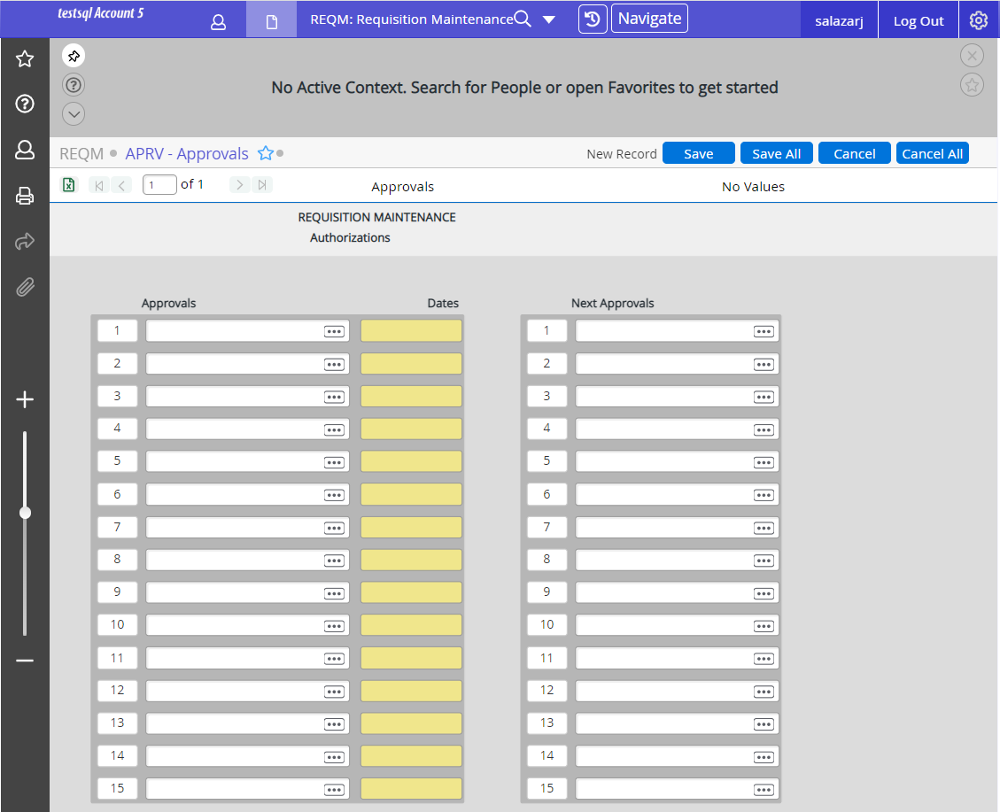 testsql Account 5
REQM: Requisition Maintenance
Navigate
salazarj
Log Out
No Active Context. Search for People or open Favorites to get started
REQM APRV - Approvals
New Record Save Save All Cancel Cancel All
1 of 1 Approvals No Values
REQUISITION MAINTENANCE
Authorizations
Approvals Dates Next Approvals
1 1
2 2
3 3
4 4
5 5
6 6
7 7
8 8
9 9
10 10
11 11
12 12
13 13
14 14
15 15